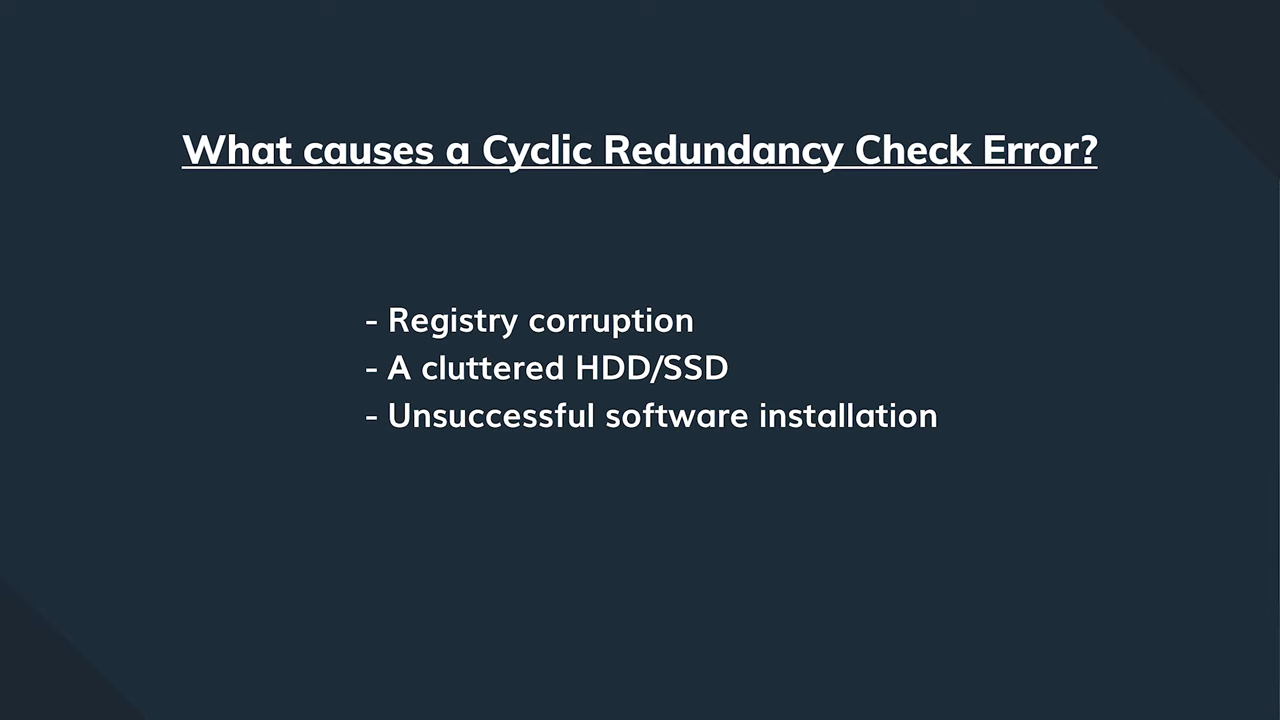 What causes a Cyclic Redundancy Check Error?
- Registry corruption
- A cluttered HDD/SSD
- Unsuccessful software installation